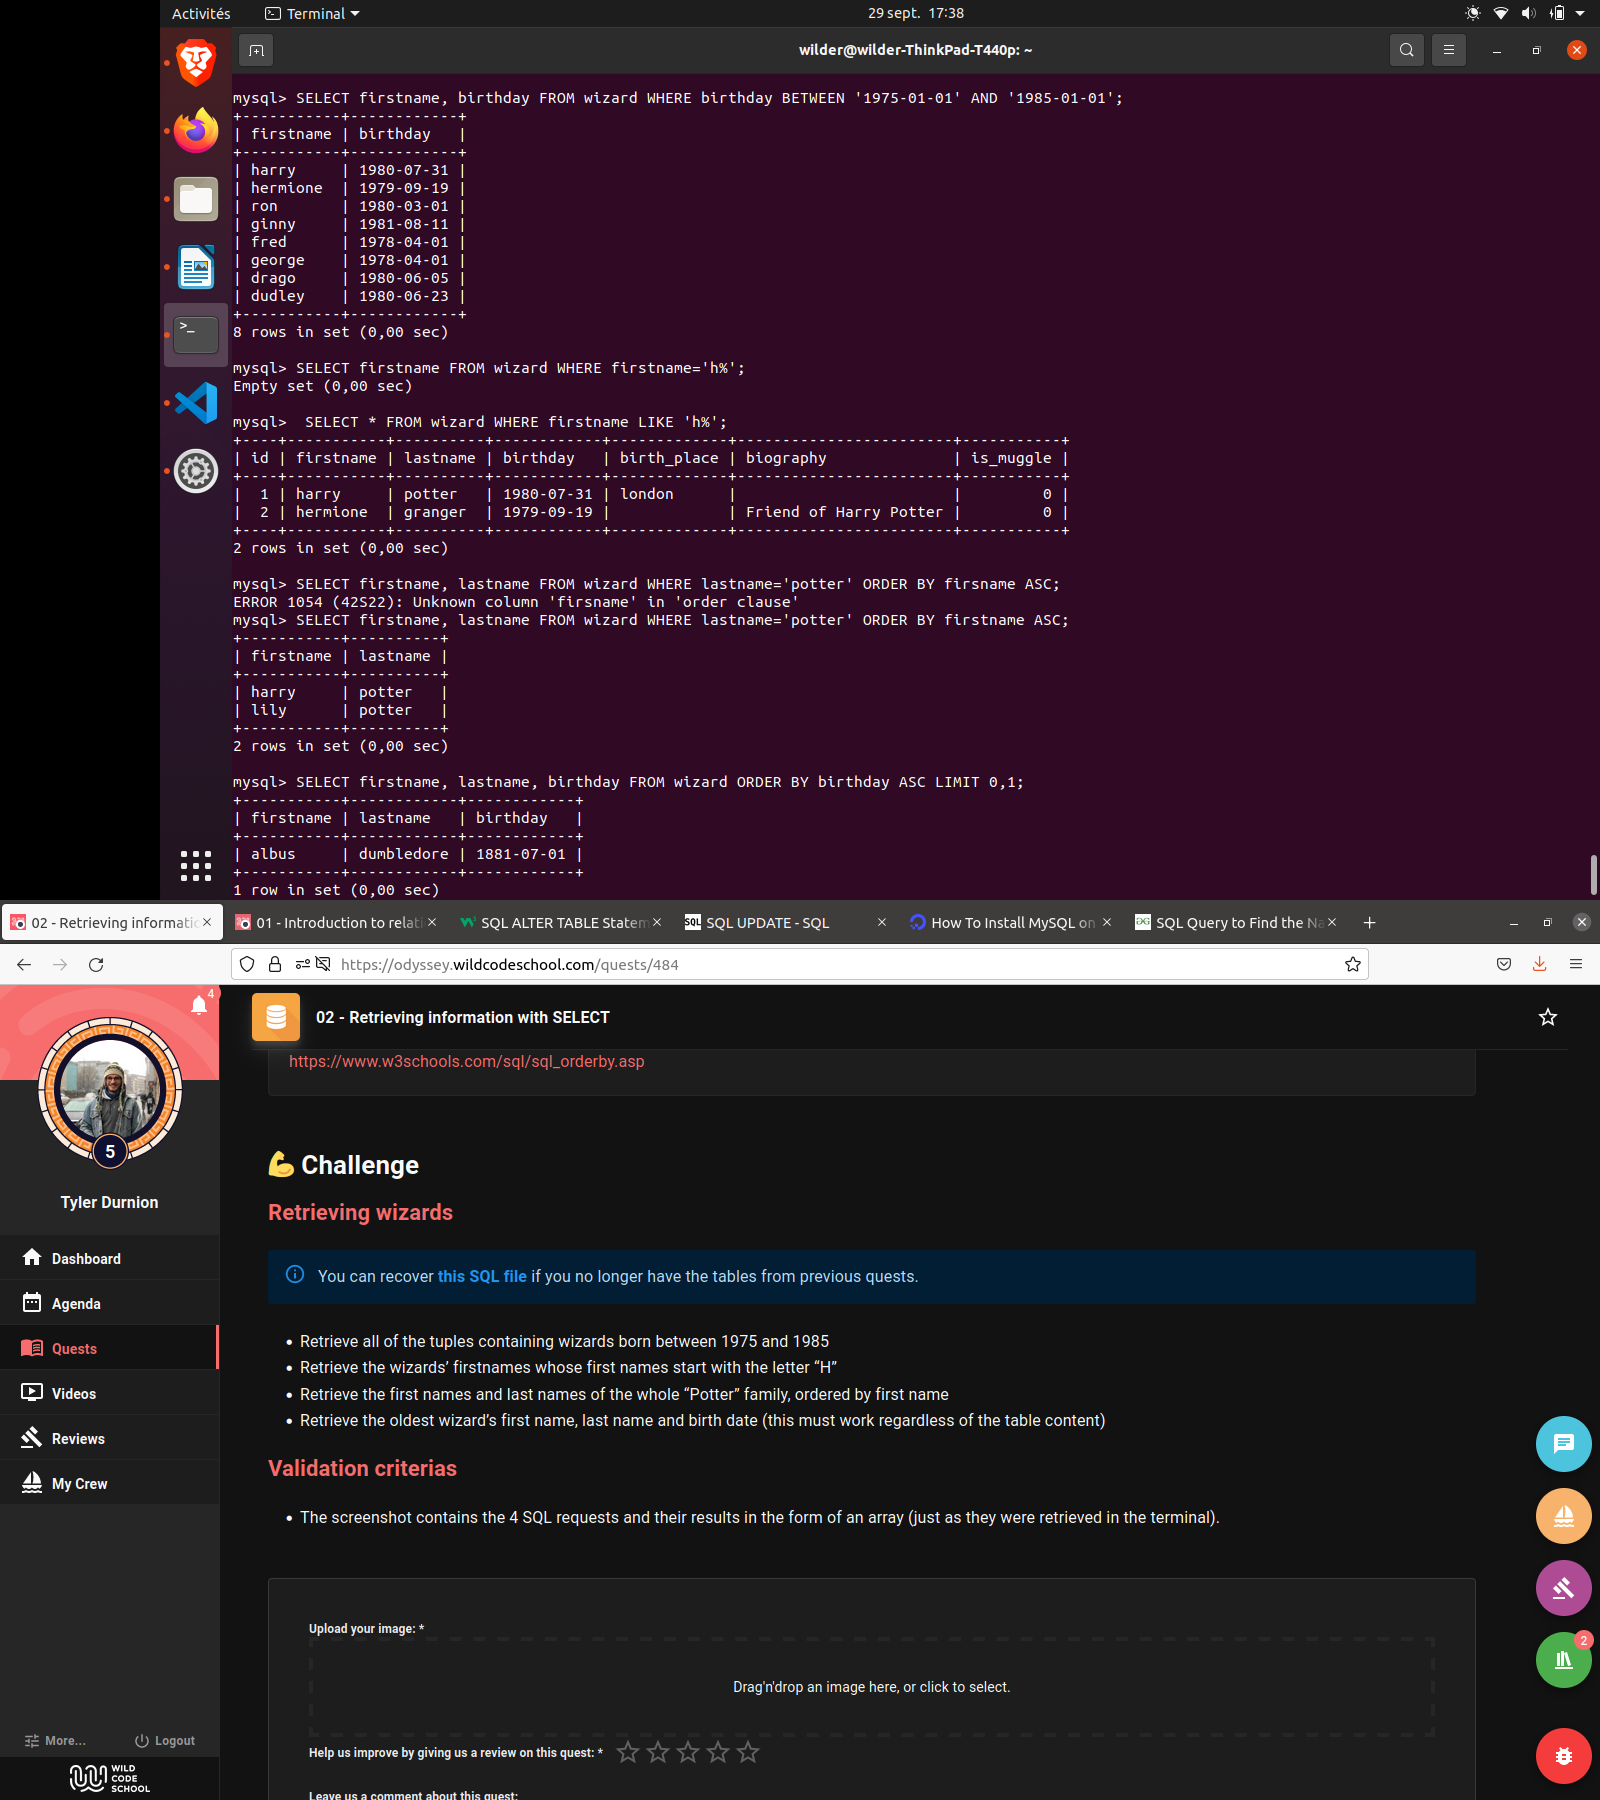 Activités Terminal 29 sept. 17:38
wilder@wilder-ThinkPad-T440p: ~
mysql> SELECT firstname, birthday FROM wizard WHERE birthday BETWEEN '1975-01-01' AND '1985-01-01';
+-----------+------------+
| firstname | birthday   |
+-----------+------------+
| harry     | 1980-07-31 |
| hermione  | 1979-09-19 |
| ron       | 1980-03-01 |
| ginny     | 1981-08-11 |
| fred      | 1978-04-01 |
| george    | 1978-04-01 |
| drago     | 1980-06-05 |
| dudley    | 1980-06-23 |
+-----------+------------+
8 rows in set (0,00 sec)
mysql> SELECT firstname FROM wizard WHERE firstname='h%';
Empty set (0,00 sec)
mysql>  SELECT * FROM wizard WHERE firstname LIKE 'h%';
+----+-----------+----------+------------+-------------+------------------------+-----------+
| id | firstname | lastname | birthday   | birth_place | biography              | is_muggle |
+----+-----------+----------+------------+-------------+------------------------+-----------+
|  1 | harry     | potter   | 1980-07-31 | london      |                        |         0 |
|  2 | hermione  | granger  | 1979-09-19 |             | Friend of Harry Potter |         0 |
+----+-----------+----------+------------+-------------+------------------------+-----------+
2 rows in set (0,00 sec)
mysql> SELECT firstname, lastname FROM wizard WHERE lastname='potter' ORDER BY firsname ASC;
ERROR 1054 (42S22): Unknown column 'firsname' in 'order clause'
mysql> SELECT firstname, lastname FROM wizard WHERE lastname='potter' ORDER BY firstname ASC;
+-----------+----------+
| firstname | lastname |
+-----------+----------+
| harry     | potter   |
| lily      | potter   |
+-----------+----------+
2 rows in set (0,00 sec)
mysql> SELECT firstname, lastname, birthday FROM wizard ORDER BY birthday ASC LIMIT 0,1;
+-----------+------------+------------+
| firstname | lastname   | birthday   |
+-----------+------------+------------+
| albus     | dumbledore | 1881-07-01 |
+-----------+------------+------------+
1 row in set (0,00 sec)
02 - Retrieving informatio 01 - Introduction to relati SQL ALTER TABLE Statem SQL SQL UPDATE - SQL How To Install MySQL on SQL Query to Find the Na
https://odyssey.wildcodeschool.com/quests/484
4
02 - Retrieving information with SELECT
https://www.w3schools.com/sql/sql_orderby.asp
5
Tyler Durnion
Dashboard
Agenda
Quests
Videos
Reviews
My Crew
More... Logout
WILD
CODE
SCHOOL
💪 Challenge
Retrieving wizards
You can recover this SQL file if you no longer have the tables from previous quests.
• Retrieve all of the tuples containing wizards born between 1975 and 1985
• Retrieve the wizards’ firstnames whose first names start with the letter “H”
• Retrieve the first names and last names of the whole “Potter” family, ordered by first name
• Retrieve the oldest wizard’s first name, last name and birth date (this must work regardless of the table content)
Validation criterias
• The screenshot contains the 4 SQL requests and their results in the form of an array (just as they were retrieved in the terminal).
Upload your image: *
Drag'n'drop an image here, or click to select.
2
Help us improve by giving us a review on this quest: *
Leave us a comment about this quest: